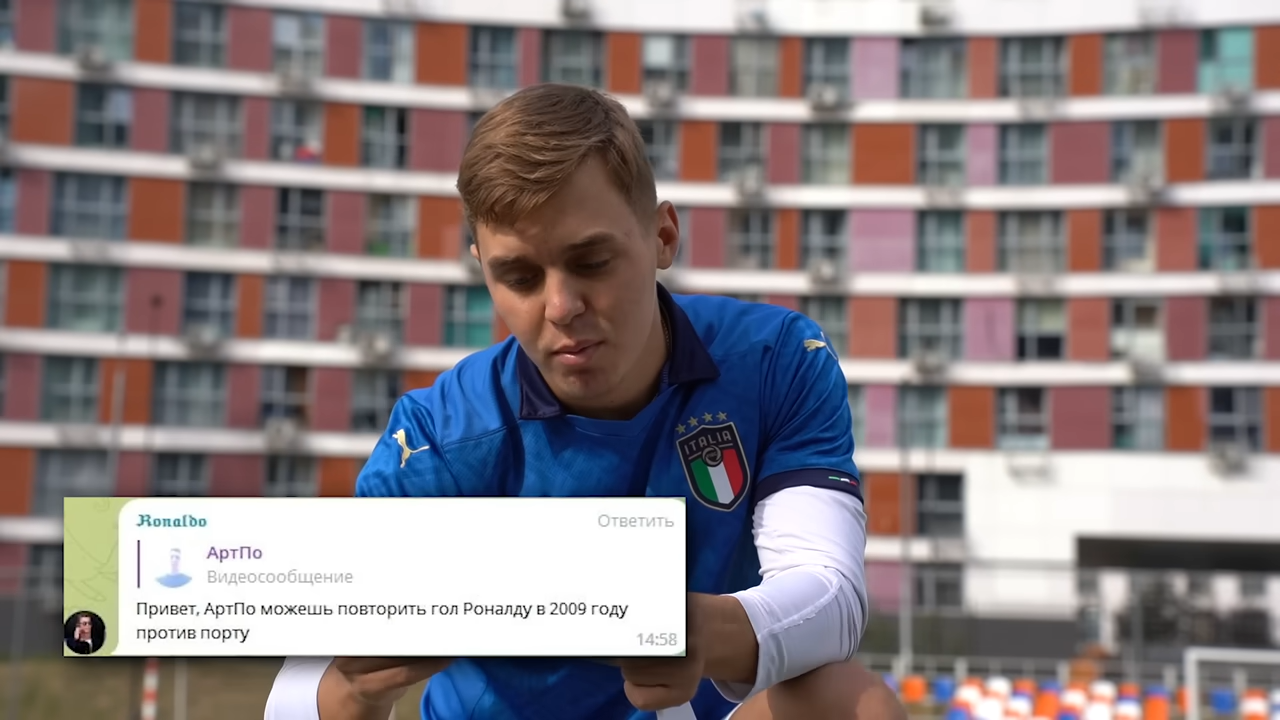 Ronaldo
Ответить
АртПо
Видеосообщение
Привет, АртПо можешь повторить гол Роналду в 2009 году
против порту
14:58
ITALIA